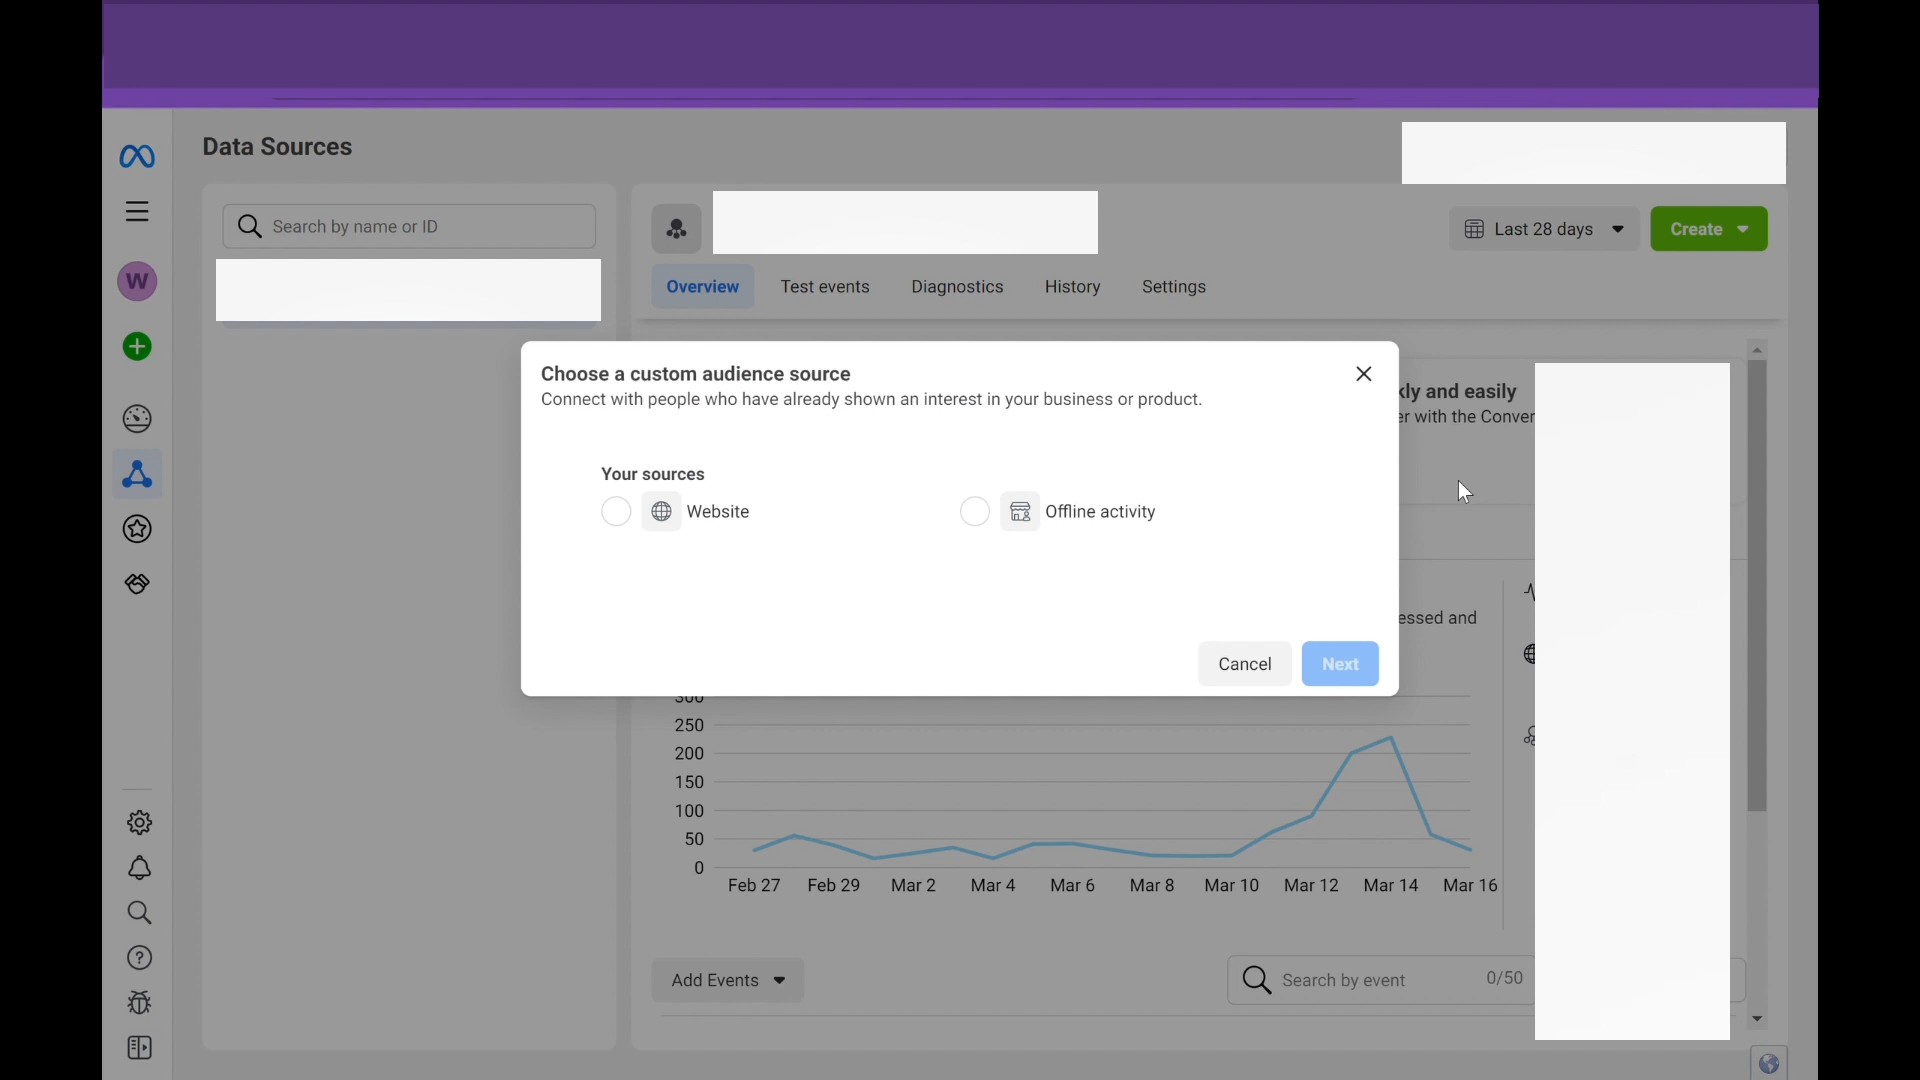 Data Sources
Search by name or ID
W
Last 28 days
Create
Overview
Test events
Diagnostics
History
Settings
Choose a custom audience source
Connect with people who have already shown an interest in your business or product.
and easily
with the
Your sources
Website
Offline activity
and
Cancel
Next
300
250
200
150
100
50
0
Feb 27
Feb 29
Mar 2
Mar 4
Mar 6
Mar 8
Mar 10
Mar 12
Mar 14
Mar 16
Add Events
Search by event
0/50